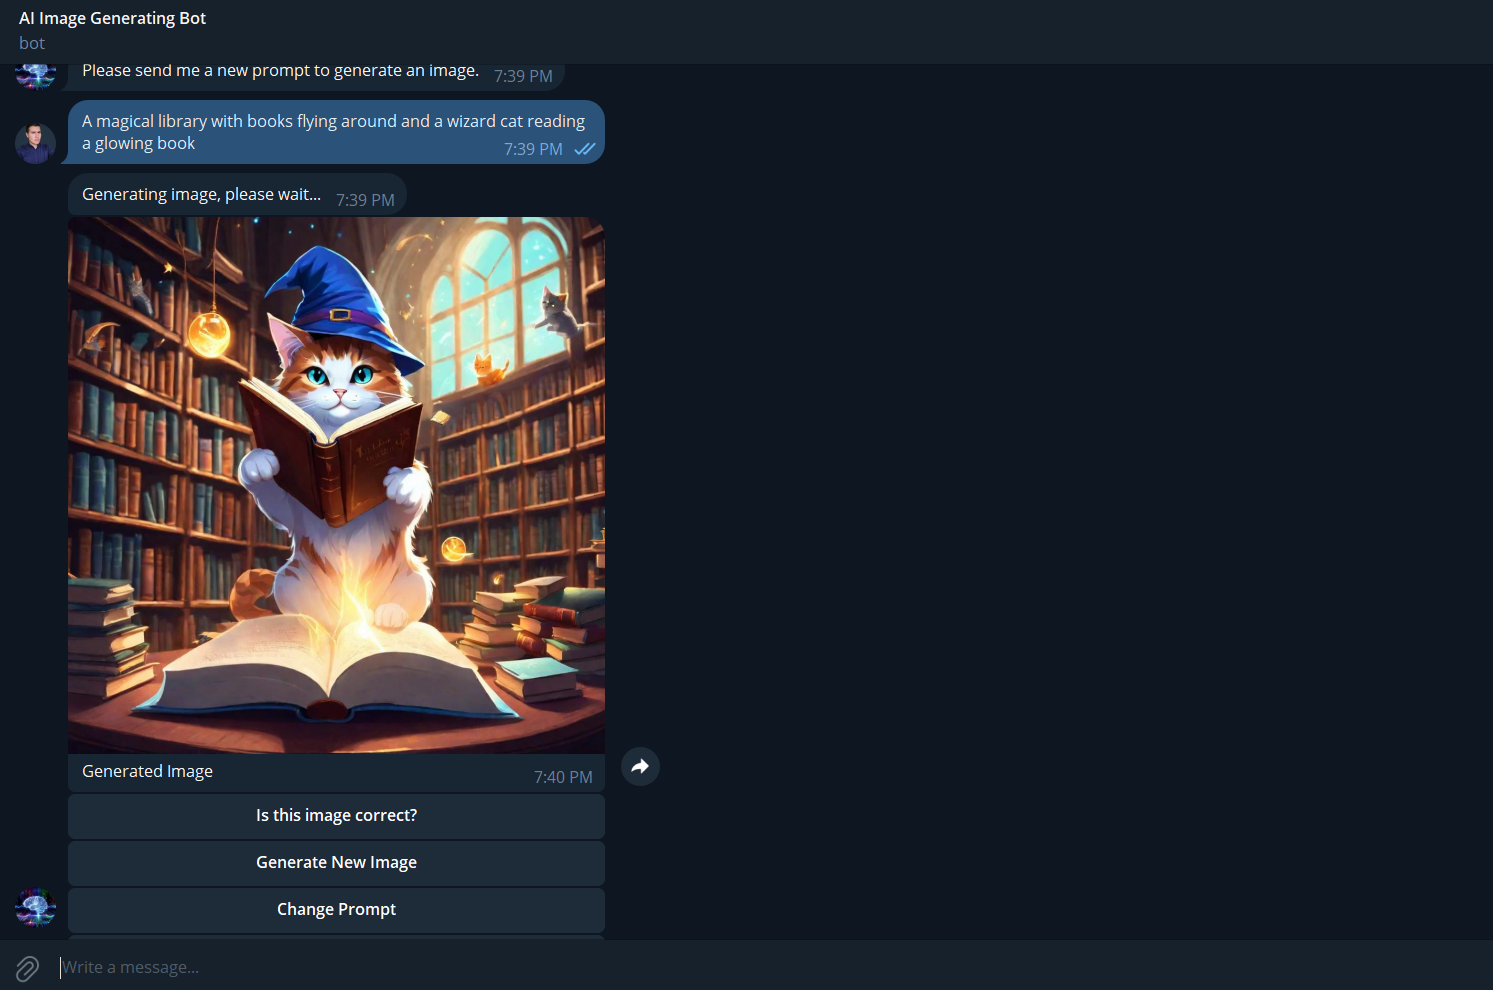 AI Image Generating Bot
bot
Please send me a new prompt to generate an image. 7:39 PM
A magical library with books flying around and a wizard cat reading
a glowing book 7:39 PM
Generating image, please wait... 7:39 PM
Generated Image 7:40 PM
Is this image correct?
Generate New Image
Change Prompt
Write a message...